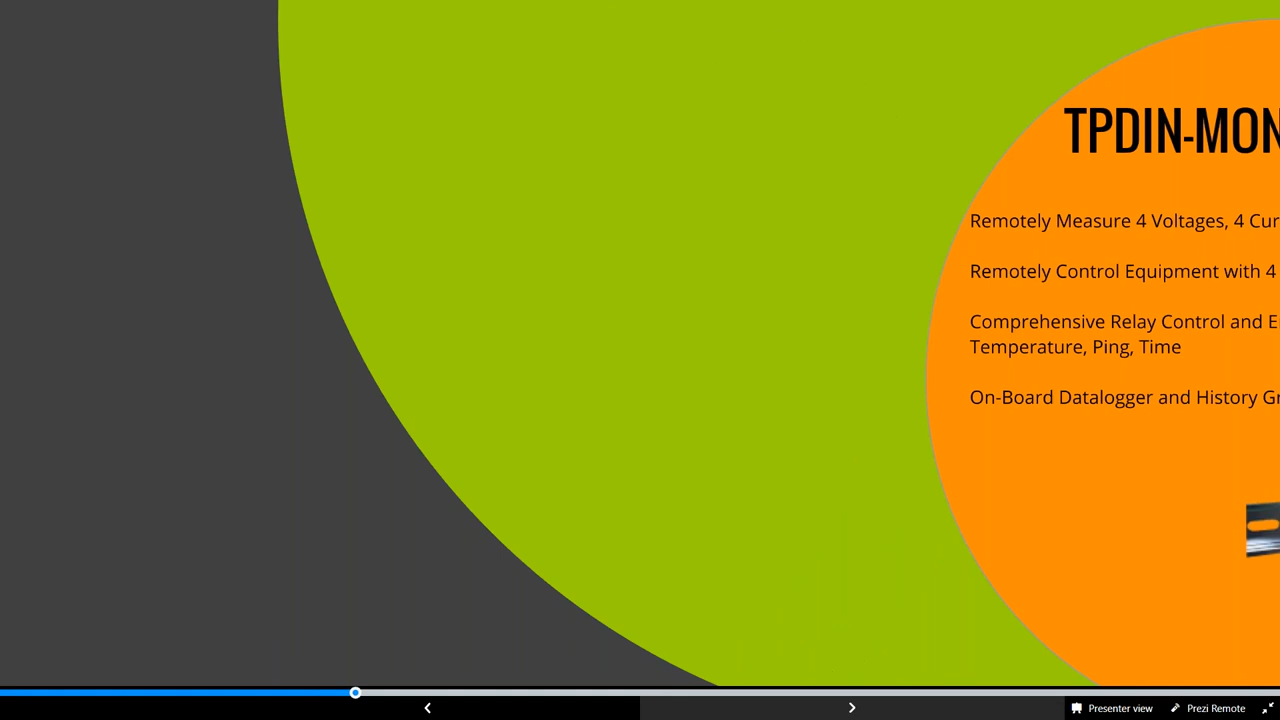 TPDIN-MON
Remotely Measure 4 Voltages, 4 Cur
Remotely Control Equipment with 4
Comprehensive Relay Control and E
Temperature, Ping, Time
On-Board Datalogger and History Gr
Presenter view Prezi Remote